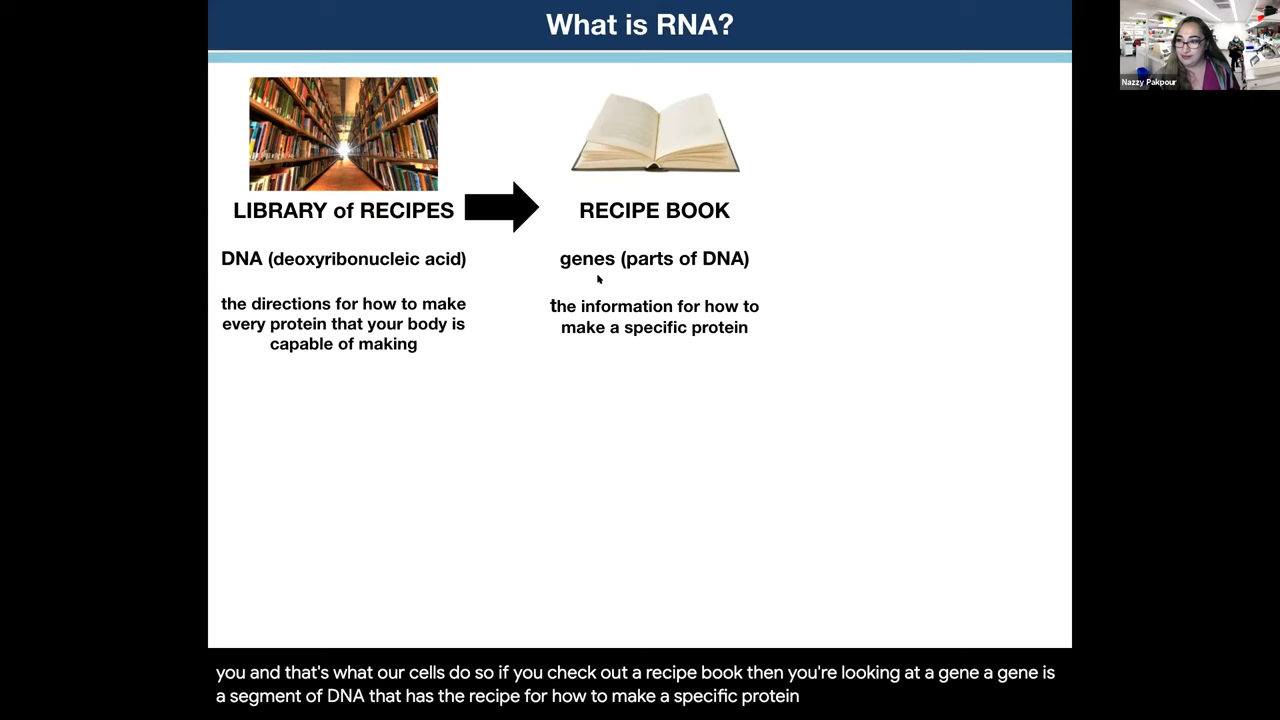 What is RNA?
Nazzy Pakpour
LIBRARY of RECIPES
RECIPE BOOK
DNA (deoxyribonucleic acid)
genes (parts of DNA)
the directions for how to make
every protein that your body is
capable of making
the information for how to
make a specific protein
you and that's what our cells do so if you check out a recipe book then you're looking at a gene a gene is
a segment of DNA that has the recipe for how to make a specific protein